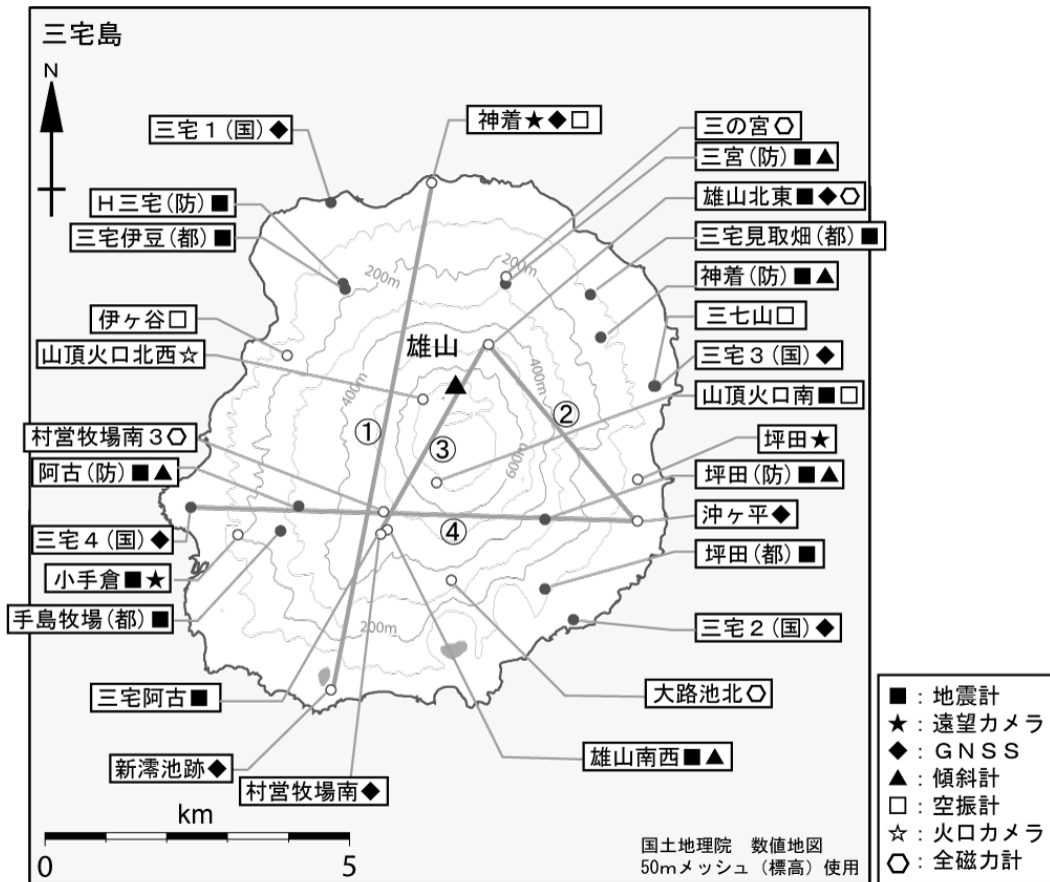 三宅島
N
三宅1(国)◆
神着★◆□
三の宮⬡
三宮(防)■▲
H三宅(防)■
雄山北東■◆⬡
三宅伊豆(都)■
三宅見取畑(都)■
200m
200m
神着(防)■▲
伊ヶ谷□
三七山□
雄山
山頂火口北西☆
三宅3(国)◆
400m
400m
山頂火口南■□
①
②
③
村営牧場南3⬡
坪田★
600m
阿古(防)■▲
坪田(防)■▲
三宅4(国)◆
④
沖ヶ平◆
小手倉■★
坪田(都)■
手島牧場(都)■
200m
三宅2(国)◆
三宅阿古■
大路池北⬡
新澪池跡◆
村営牧場南◆
雄山南西■▲
km
0
5
国土地理院 数値地図
50mメッシュ(標高)使用
■:地震計
★:遠望カメラ
◆:GNSS
▲:傾斜計
□:空振計
☆:火口カメラ
⬡:全磁力計